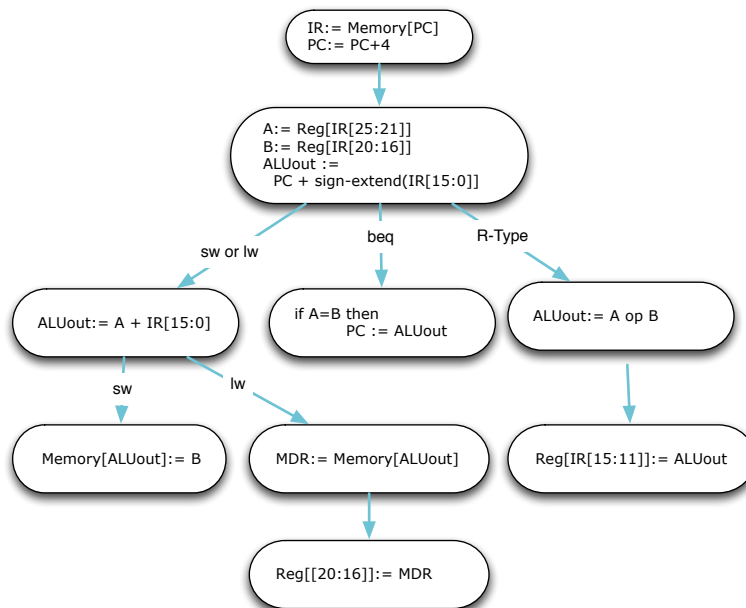 IR:= Memory[PC]
PC:= PC+4
A:= Reg[IR[25:21]]
B:= Reg[IR[20:16]]
ALUout :=
PC + sign-extend(IR[15:0]]
sw or lw
beq
R-Type
ALUout:= A + IR[15:0]
if A=B then
PC := ALUout
ALUout:= A op B
sw
lw
Memory[ALUout]:= B
MDR:= Memory[ALUout]
Reg[IR[15:11]]:= ALUout
Reg[[20:16]]:= MDR